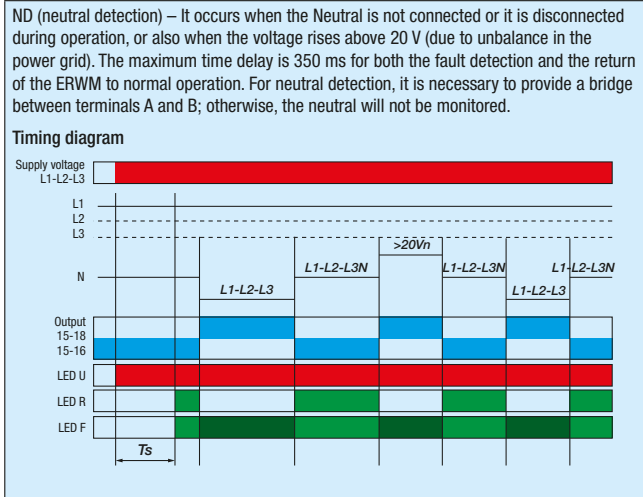 ND (neutral detection) – It occurs when the Neutral is not connected or it is disconnected
during operation, or also when the voltage rises above 20 V (due to unbalance in the
power grid). The maximum time delay is 350 ms for both the fault detection and the return
of the ERWM to normal operation. For neutral detection, it is necessary to provide a bridge
between terminals A and B; otherwise, the neutral will not be monitored.
Timing diagram
Supply voltage
L1-L2-L3
L1
L2
L3
>20Vn
N
L1-L2-L3
L1-L2-L3N
L1-L2-L3N
L1-L2-L3
L1-L2-L3N
Output
15-18
15-16
LED U
LED R
LED F
Ts